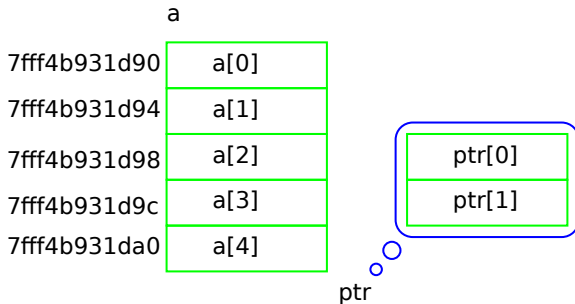 a
7fff4b931d90 a[0]
7fff4b931d94 a[1]
7fff4b931d98 a[2] ptr[0]
7fff4b931d9c a[3] ptr[1]
7fff4b931da0 a[4]
ptr